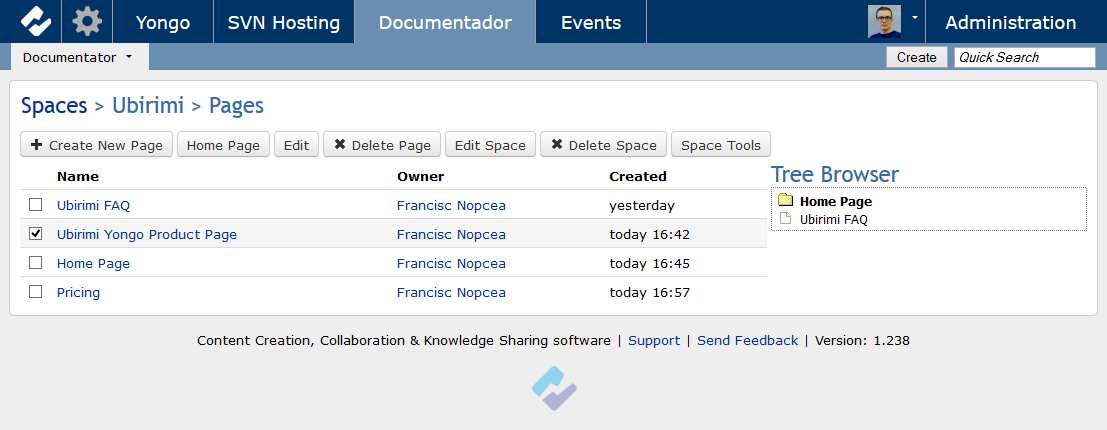 Yongo SVN Hosting Documentador Events Administration
Documentator Create Quick Search
Spaces > Ubirimi > Pages
Create New Page Home Page Edit Delete Page Edit Space Delete Space Space Tools
Name Owner Created
Tree Browser
Ubirimi FAQ Francisc Nopcea yesterday
Home Page
Ubirimi FAQ
Ubirimi Yongo Product Page Francisc Nopcea today 16:42
Home Page Francisc Nopcea today 16:45
Pricing Francisc Nopcea today 16:57
Content Creation, Collaboration & Knowledge Sharing software | Support | Send Feedback | Version: 1.238